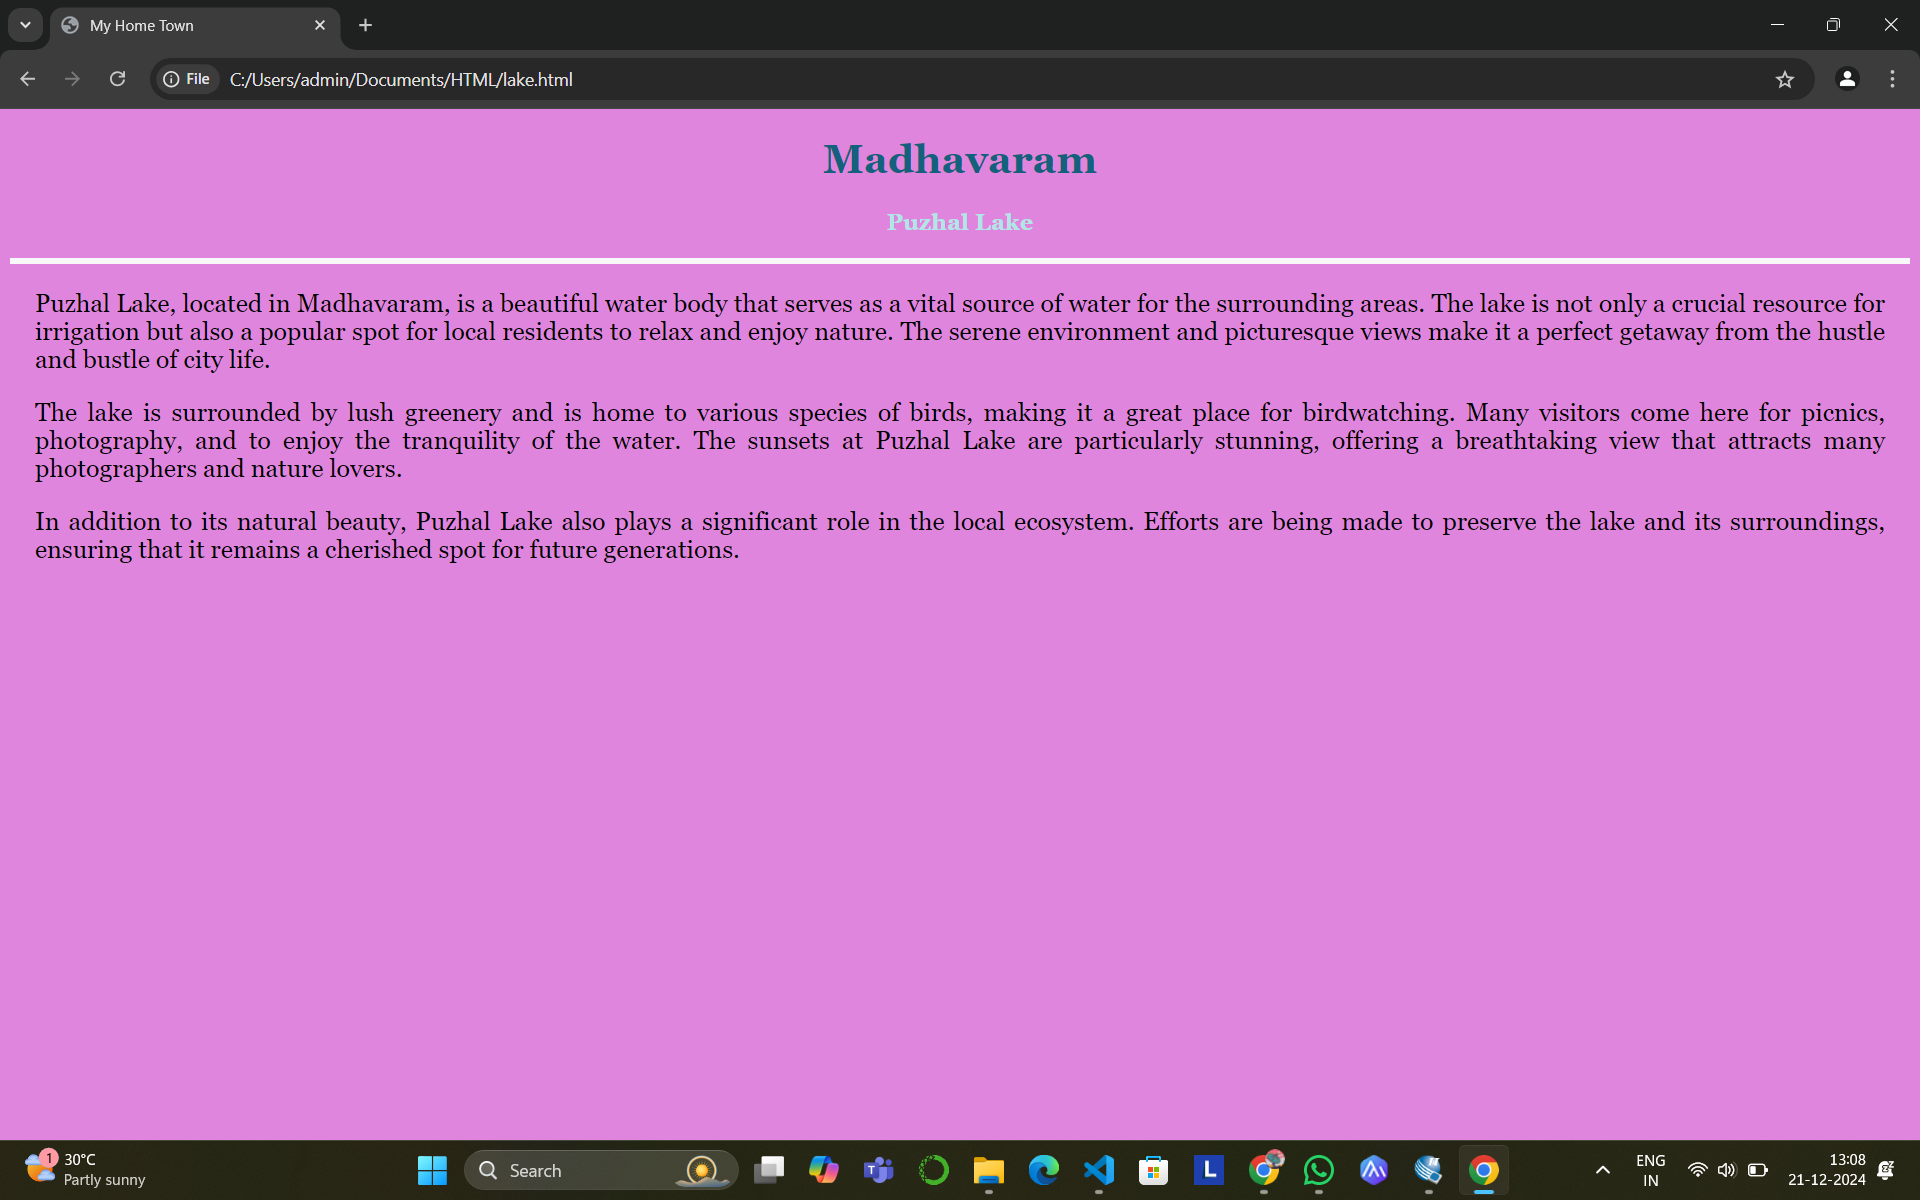 My Home Town
File
C:/Users/admin/Documents/HTML/lake.html
Madhavaram
Puzhal Lake
Puzhal Lake, located in Madhavaram, is a beautiful water body that serves as a vital source of water for the surrounding areas. The lake is not only a crucial resource for
irrigation but also a popular spot for local residents to relax and enjoy nature. The serene environment and picturesque views make it a perfect getaway from the hustle
and bustle of city life.
The lake is surrounded by lush greenery and is home to various species of birds, making it a great place for birdwatching. Many visitors come here for picnics,
photography, and to enjoy the tranquility of the water. The sunsets at Puzhal Lake are particularly stunning, offering a breathtaking view that attracts many
photographers and nature lovers.
In addition to its natural beauty, Puzhal Lake also plays a significant role in the local ecosystem. Efforts are being made to preserve the lake and its surroundings,
ensuring that it remains a cherished spot for future generations.
1
30°C
Partly sunny
Search
T
L
ENG
IN
13:08
21-12-2024